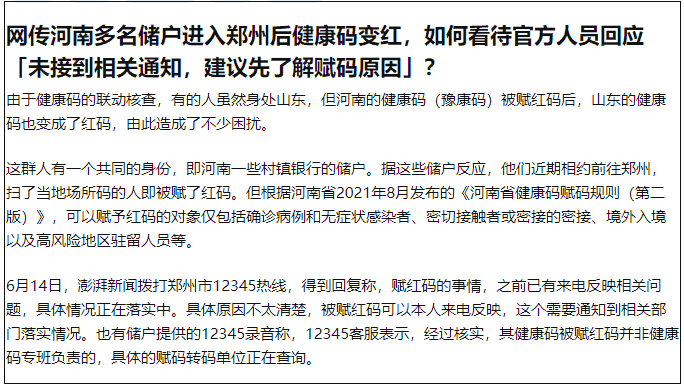 网传河南多名储户进入郑州后健康码变红，如何看待官方人员回应
「未接到相关通知，建议先了解赋码原因」？
由于健康码的联动核查，有的人虽然身处山东，但河南的健康码（豫康码）被赋红码后，山东的健康
码也变成了红码，由此造成了不少困扰。
这群人有一个共同的身份，即河南一些村镇银行的储户。据这些储户反应，他们近期相约前往郑州，
扫了当地场所码的人即被赋了红码。但根据河南省2021年8月发布的《河南省健康码赋码规则（第二
版）》，可以赋予红码的对象仅包括确诊病例和无症状感染者、密切接触者或密接的密接、境外入境
以及高风险地区驻留人员等。
6月14日，澎湃新闻拨打郑州市12345热线，得到回复称，赋红码的事情，之前已有来电反映相关问
题，具体情况正在落实中。具体原因不太清楚，被赋红码可以本人来电反映，这个需要通知到相关部
门落实情况。也有储户提供的12345录音称，12345客服表示，经过核实，其健康码被赋红码并非健康
码专班负责的，具体的赋码转码单位正在查询。